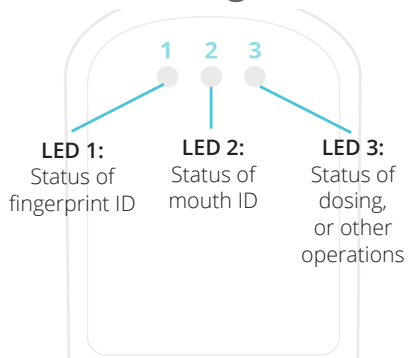 1 2 3
LED 1:
Status of
fingerprint ID
LED 2:
Status of
mouth ID
LED 3:
Status of
dosing,
or other
operations